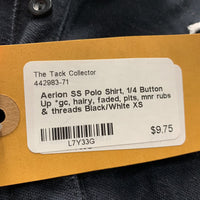 The Tack Collector
442983-71
Aerion SS Polo Shirt, 1/4 Button
Up *gc, hairy, faded, pits, mnr rubs
& threads Black/White XS
L7Y33G
$9.75